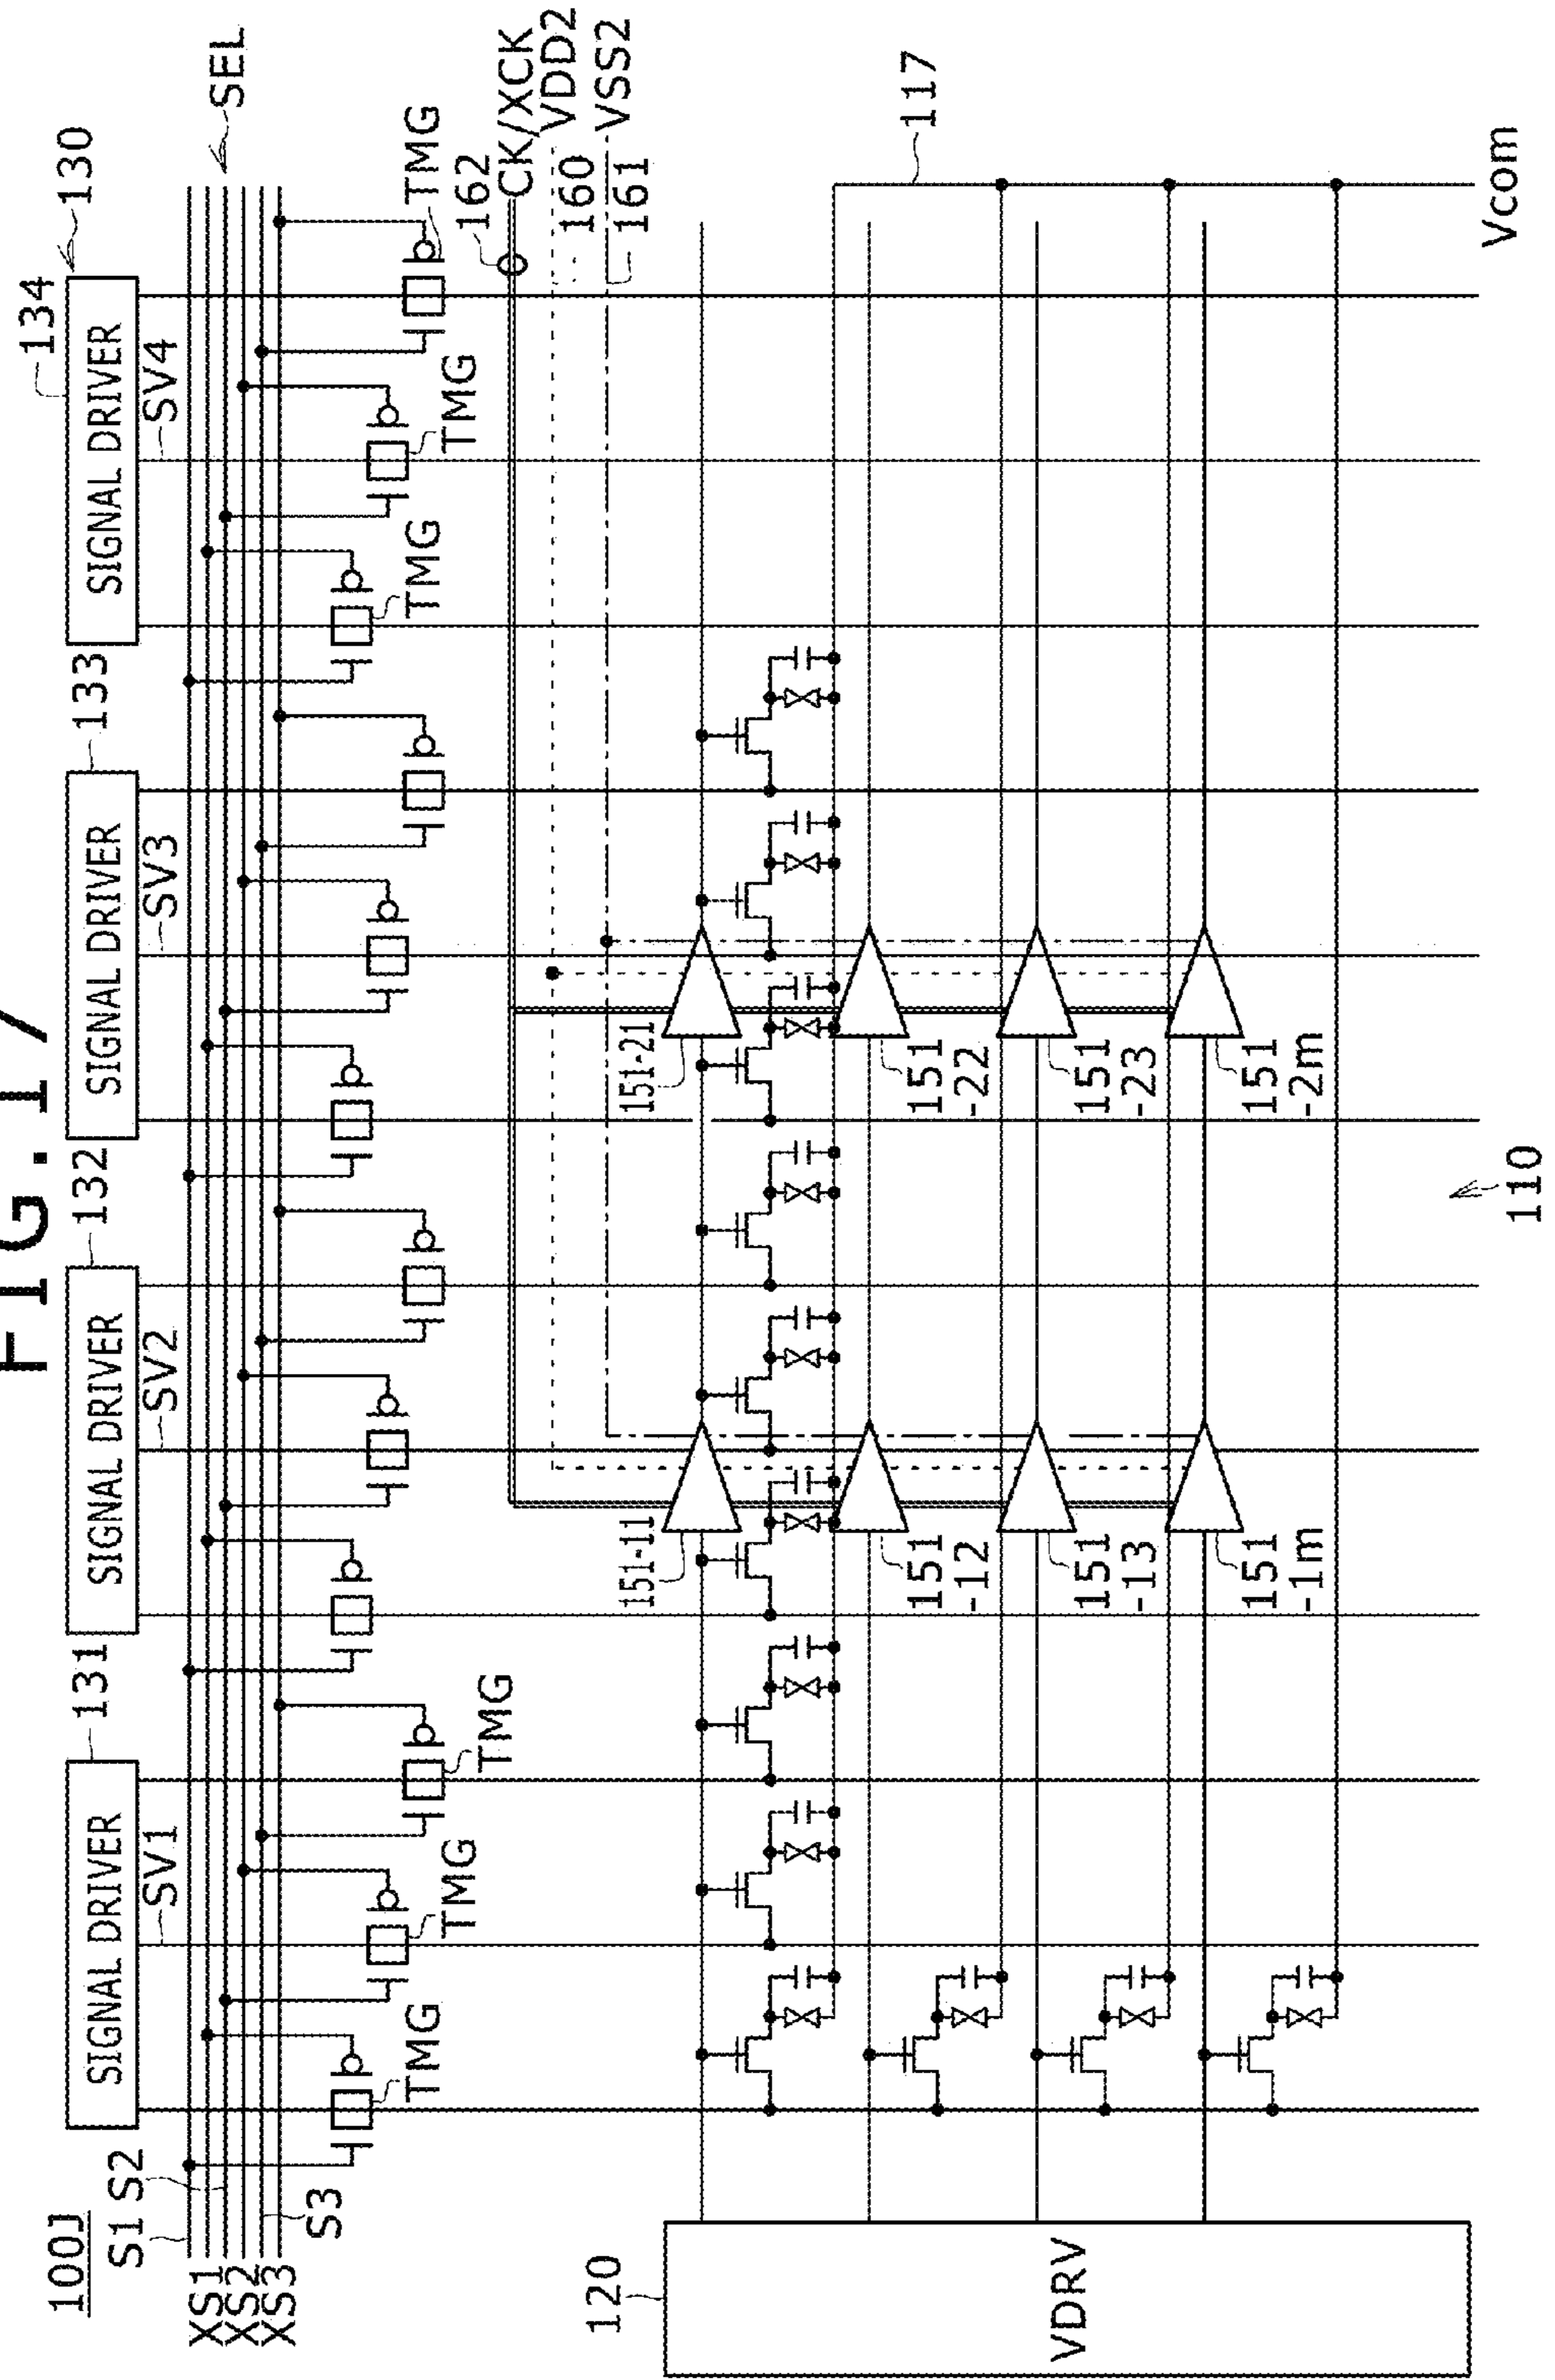 FIG.17
100J
131
132
133
134
130
SIGNAL DRIVER
SIGNAL DRIVER
SIGNAL DRIVER
SIGNAL DRIVER
S1
S2
SV1
SV2
SV3
SV4
SEL
XS1
XS2
XS3
S3
TMG
TMG
TMG
TMG
TMG
TMG
162
CK/XCK
VDD2
160
VSS2
161
120
VDRV
151-11
151-21
117
151
-12
151
-22
151
-13
151
-23
151
-1m
151
-2m
Vcom
110